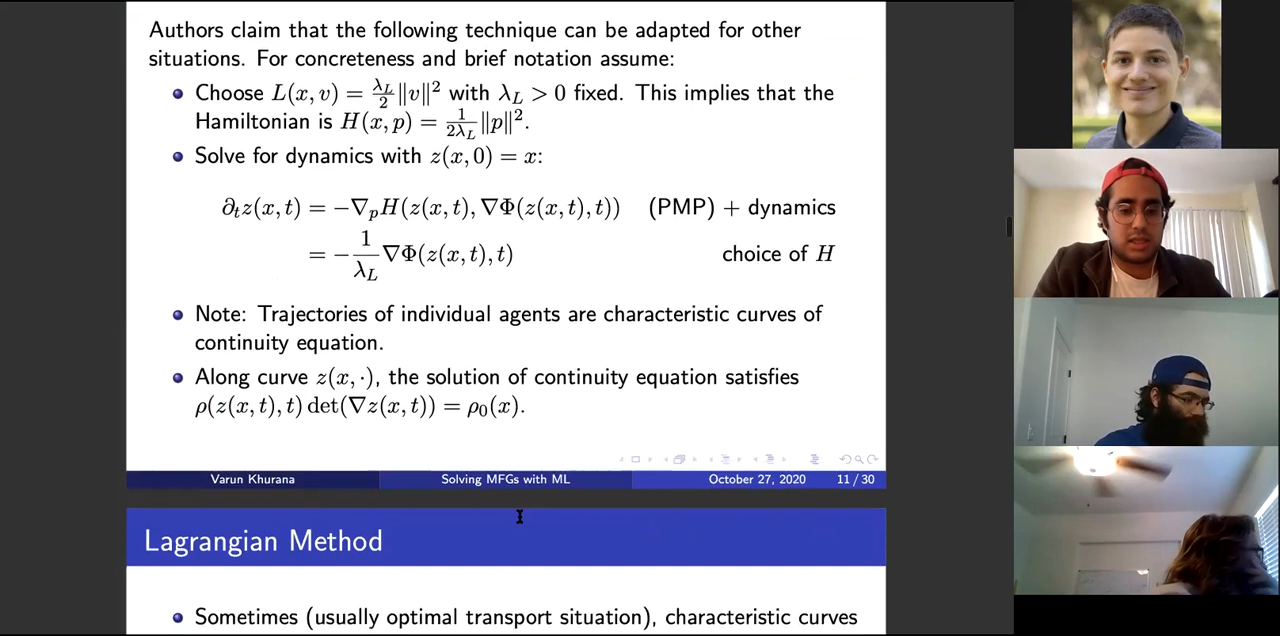 Authors claim that the following technique can be adapted for other
situations. For concreteness and brief notation assume:
Choose L(x, v) = λ_L/2 ‖v‖² with λ_L > 0 fixed. This implies that the
Hamiltonian is H(x, p) = 1/(2λ_L) ‖p‖².
Solve for dynamics with z(x, 0) = x:
∂_t z(x, t) = −∇_p H(z(x, t), ∇Φ(z(x, t), t)) (PMP) + dynamics
= −1/λ_L ∇Φ(z(x, t), t) choice of H
Note: Trajectories of individual agents are characteristic curves of
continuity equation.
Along curve z(x, ·), the solution of continuity equation satisfies
ρ(z(x, t), t) det(∇z(x, t)) = ρ₀(x).
Varun Khurana Solving MFGs with ML October 27, 2020 11 / 30
Lagrangian Method
Sometimes (usually optimal transport situation), characteristic curves